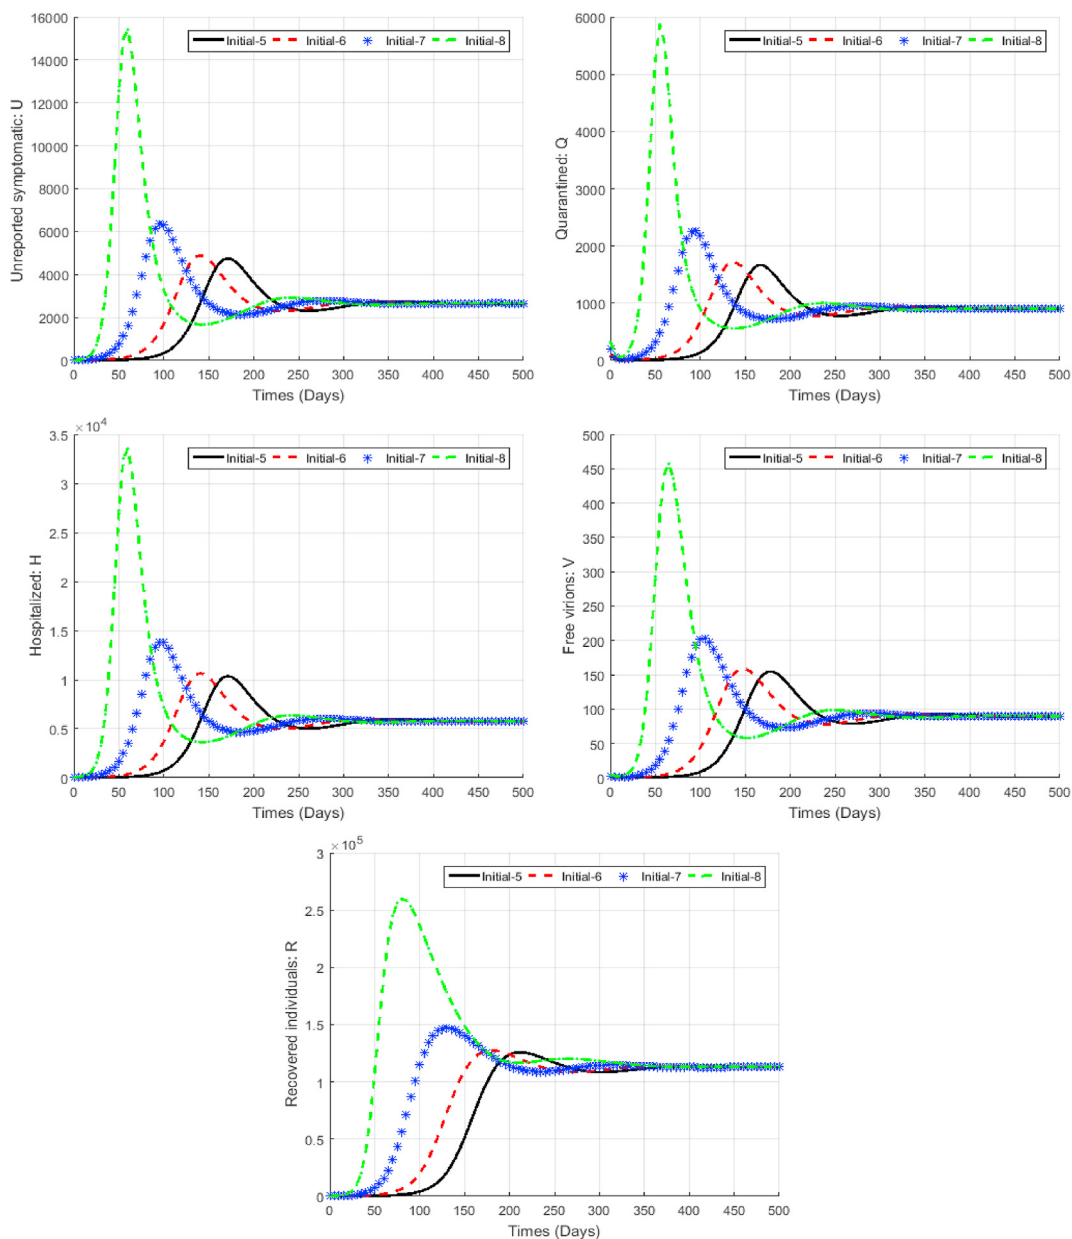 16000
14000
12000
10000
8000
6000
4000
2000
0
Unreported symptomatic: U
Initial-5 Initial-6 Initial-7 Initial-8
0 50 100 150 200 250 300 350 400 450 500
Times (Days)
6000
5000
4000
3000
2000
1000
0
Quarantined: Q
Initial-5 Initial-6 Initial-7 Initial-8
0 50 100 150 200 250 300 350 400 450 500
Times (Days)
×10^4
3.5
3
2.5
2
1.5
1
0.5
0
Hospitalized: H
Initial-5 Initial-6 Initial-7 Initial-8
0 50 100 150 200 250 300 350 400 450 500
Times (Days)
500
450
400
350
300
250
200
150
100
50
0
Free virions: V
Initial-5 Initial-6 Initial-7 Initial-8
0 50 100 150 200 250 300 350 400 450 500
Times (Days)
×10^5
3
2.5
2
1.5
1
0.5
0
Recovered individuals: R
Initial-5 Initial-6 Initial-7 Initial-8
0 50 100 150 200 250 300 350 400 450 500
Times (Days)